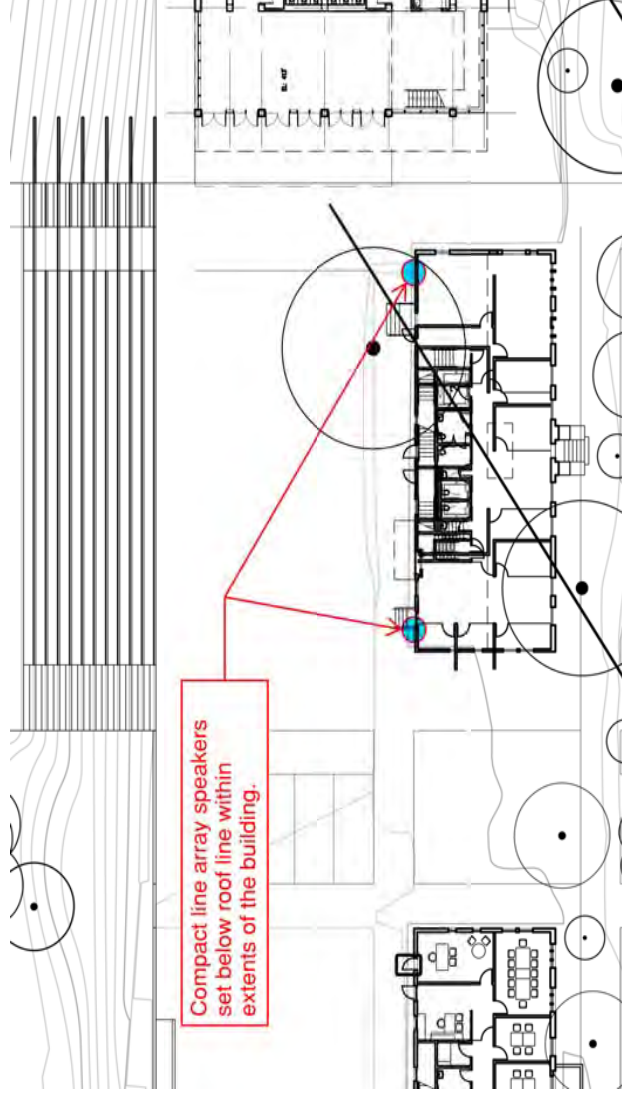 Compact line array speakers
set below roof line within
extents of the building.